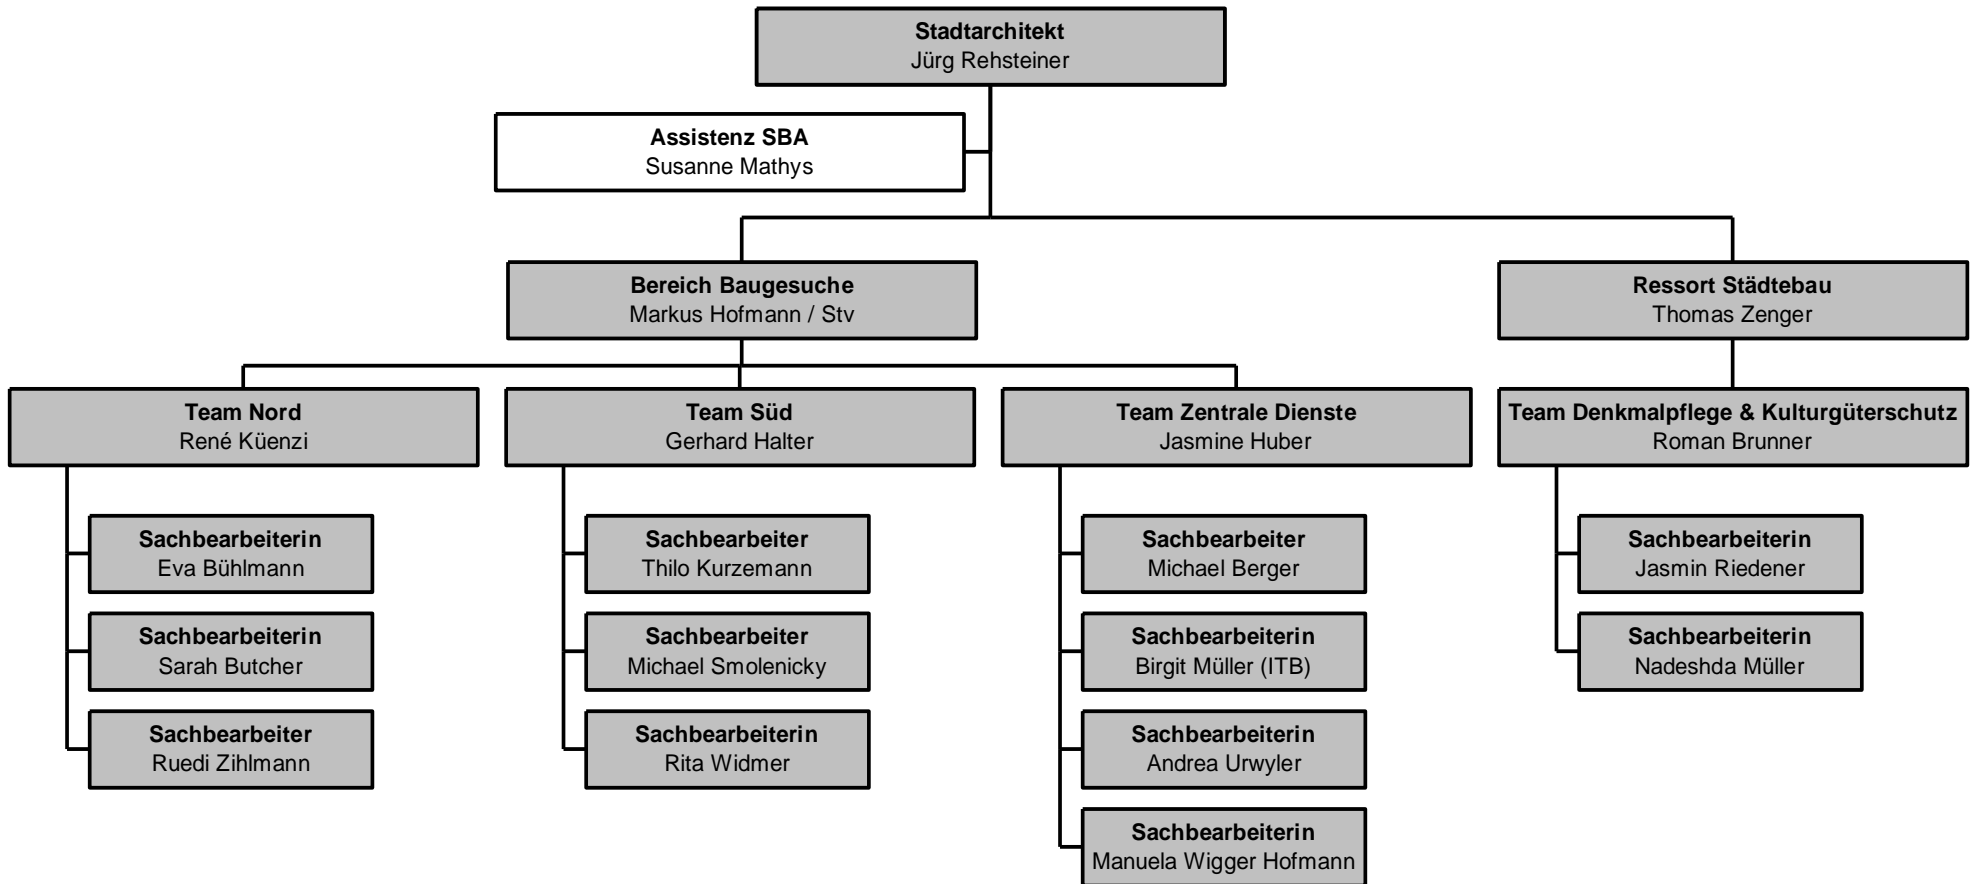 Stadtarchitekt
Jürg Rehsteiner
Assistenz SBA
Susanne Mathys
Bereich Baugesuche
Markus Hofmann / Stv
Ressort Städtebau
Thomas Zenger
Team Nord
René Küenzi
Team Süd
Gerhard Halter
Team Zentrale Dienste
Jasmine Huber
Team Denkmalpflege & Kulturgüterschutz
Roman Brunner
Sachbearbeiterin
Eva Bühlmann
Sachbearbeiterin
Sarah Butcher
Sachbearbeiter
Ruedi Zihlmann
Sachbearbeiter
Thilo Kurzemann
Sachbearbeiter
Michael Smolenicky
Sachbearbeiterin
Rita Widmer
Sachbearbeiter
Michael Berger
Sachbearbeiterin
Birgit Müller (ITB)
Sachbearbeiterin
Andrea Urwyler
Sachbearbeiterin
Manuela Wigger Hofmann
Sachbearbeiterin
Jasmin Riedener
Sachbearbeiterin
Nadeshda Müller